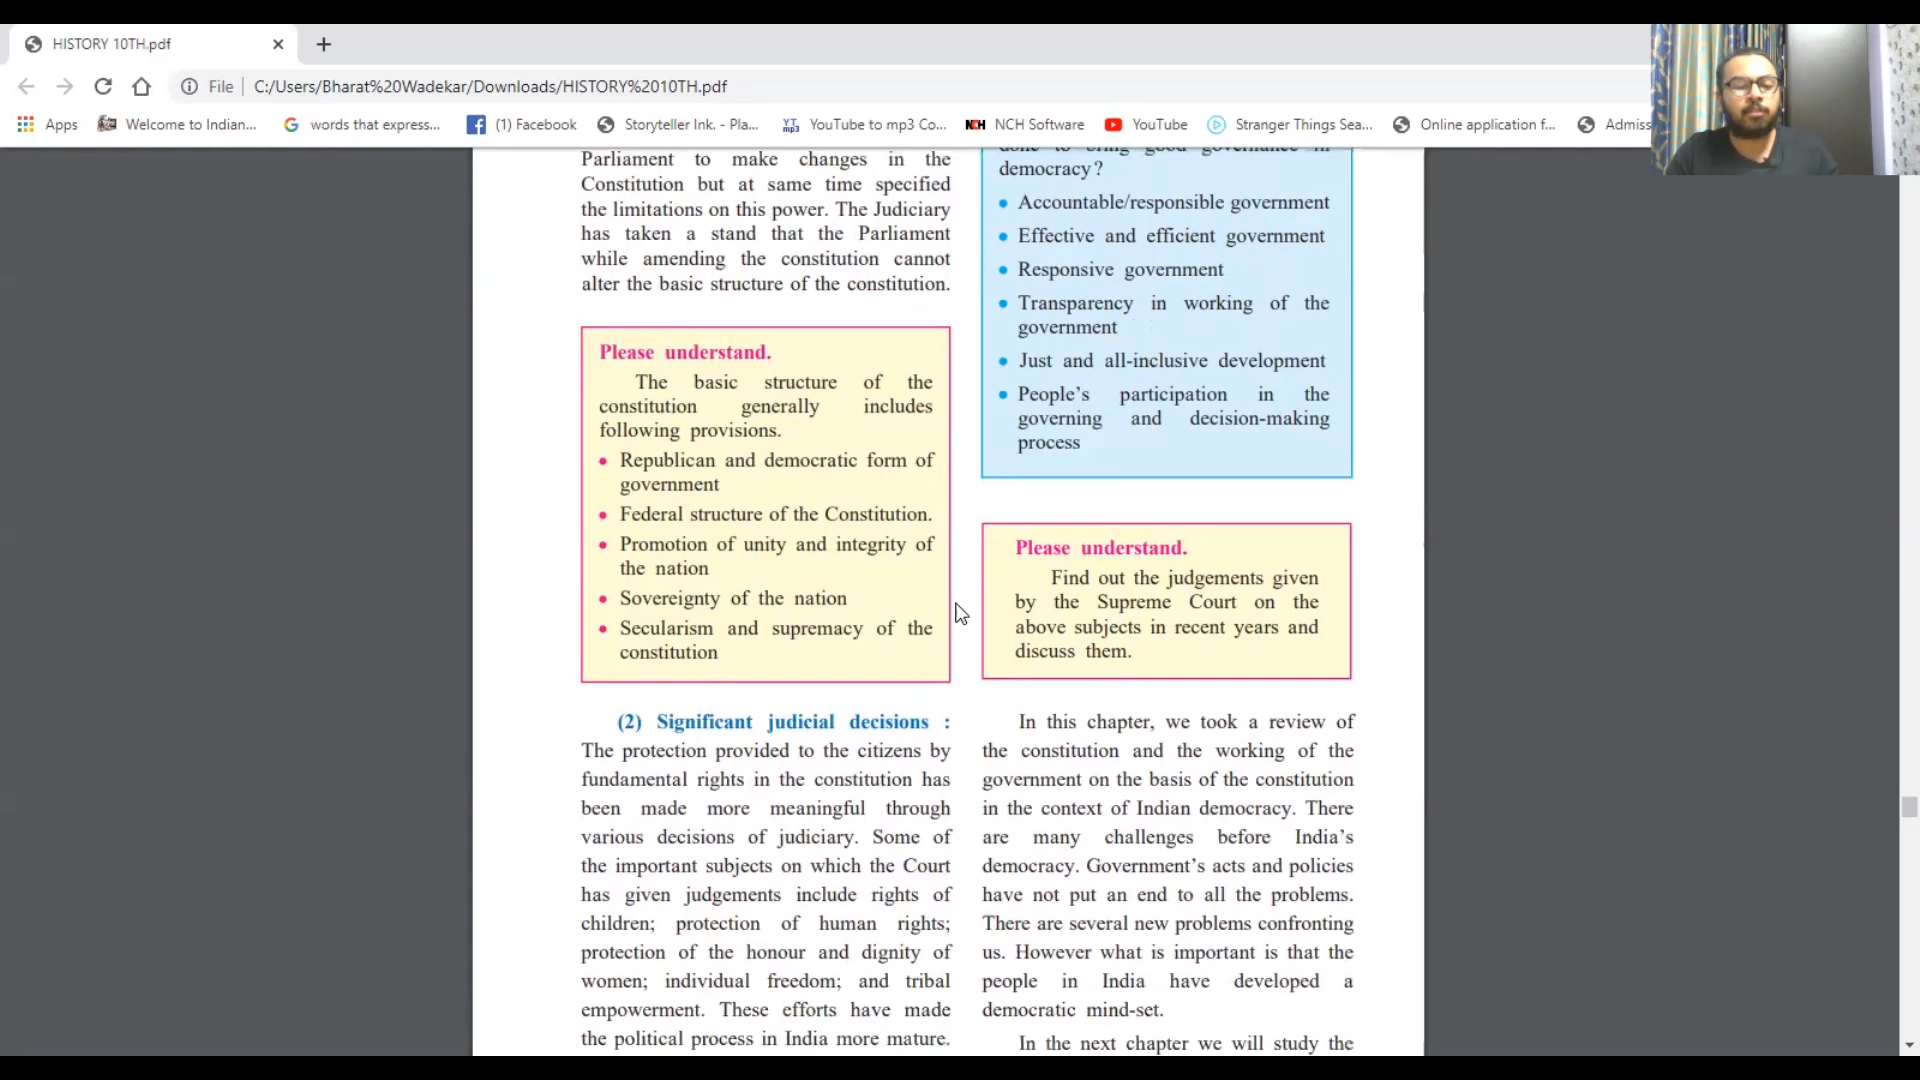 HISTORY 10TH.pdf
File
C:/Users/Bharat%20Wadekar/Downloads/HISTORY%2010TH.pdf
Apps
Welcome to Indian...
words that express...
(1) Facebook
Storyteller Ink. - Pla...
YouTube to mp3 Co...
NCH Software
YouTube
Stranger Things Sea...
Online application f...
Admiss
Parliament to make changes in the
Constitution but at same time specified
the limitations on this power. The Judiciary
has taken a stand that the Parliament
while amending the constitution cannot
alter the basic structure of the constitution.
Please understand.
The basic structure of the
constitution generally includes
following provisions.
• Republican and democratic form of
government
• Federal structure of the Constitution.
• Promotion of unity and integrity of
the nation
• Sovereignty of the nation
• Secularism and supremacy of the
constitution
(2) Significant judicial decisions :
The protection provided to the citizens by
fundamental rights in the constitution has
been made more meaningful through
various decisions of judiciary. Some of
the important subjects on which the Court
has given judgements include rights of
children; protection of human rights;
protection of the honour and dignity of
women; individual freedom; and tribal
empowerment. These efforts have made
the political process in India more mature.
done to bring good governance in
democracy?
• Accountable/responsible government
• Effective and efficient government
• Responsive government
• Transparency in working of the
government
• Just and all-inclusive development
• People's participation in the
governing and decision-making
process
Please understand.
Find out the judgements given
by the Supreme Court on the
above subjects in recent years and
discuss them.
In this chapter, we took a review of
the constitution and the working of the
government on the basis of the constitution
in the context of Indian democracy. There
are many challenges before India's
democracy. Government's acts and policies
have not put an end to all the problems.
There are several new problems confronting
us. However what is important is that the
people in India have developed a
democratic mind-set.
In the next chapter we will study the